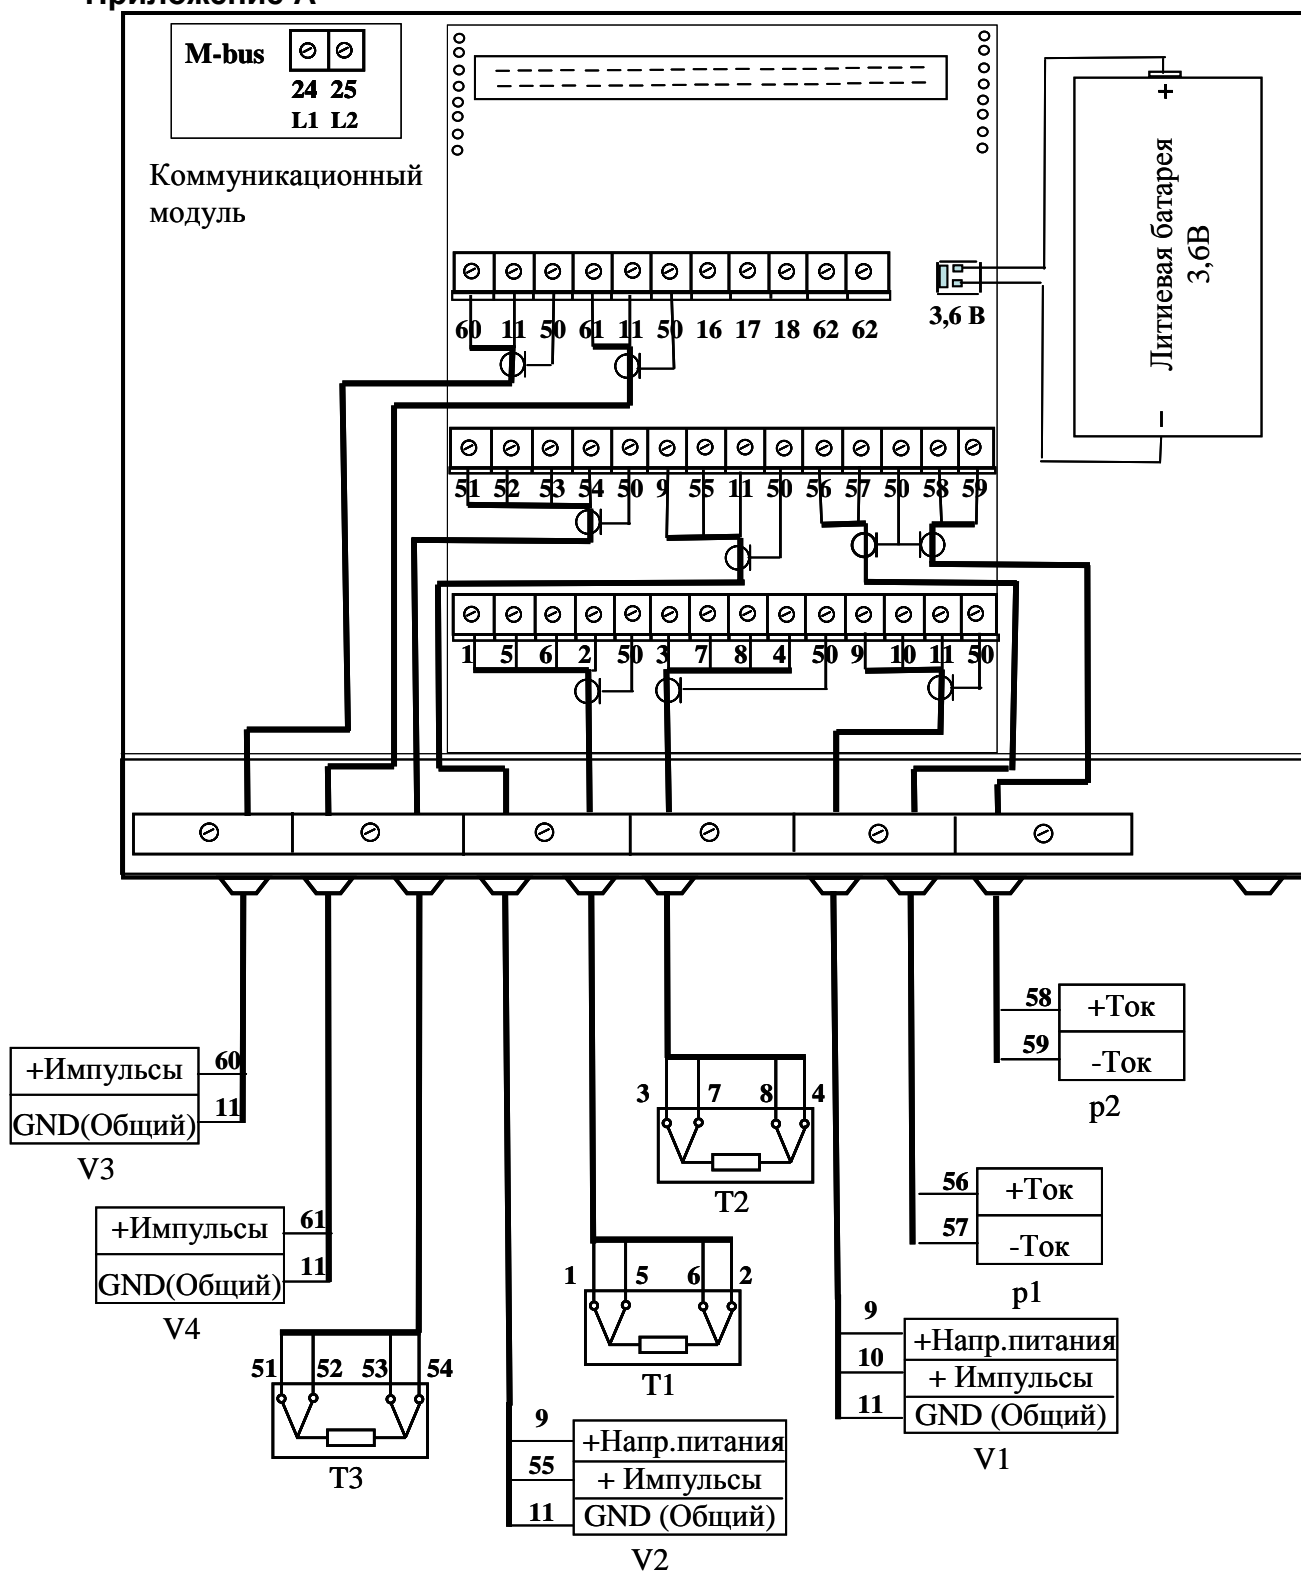 Приложение А
M-bus
24 25
L1 L2
Коммуникационный
модуль
+
Литиевая батарея
3,6В
–
3,6 В
60 11 50 61 11 50 16 17 18 62 62
51 52 53 54 50 9 55 11 50 56 57 50 58 59
1 5 6 2 50 3 7 8 4 50 9 10 11 50
58 +Ток
59 -Ток
p2
60 +Импульсы
11 GND(Общий)
V3
3 7 8 4
T2
56 +Ток
57 -Ток
p1
61 +Импульсы
11 GND(Общий)
V4
1 5 6 2
T1
9 +Напр.питания
10 + Импульсы
11 GND (Общий)
V1
51 52 53 54
T3
9 +Напр.питания
55 + Импульсы
11 GND (Общий)
V2